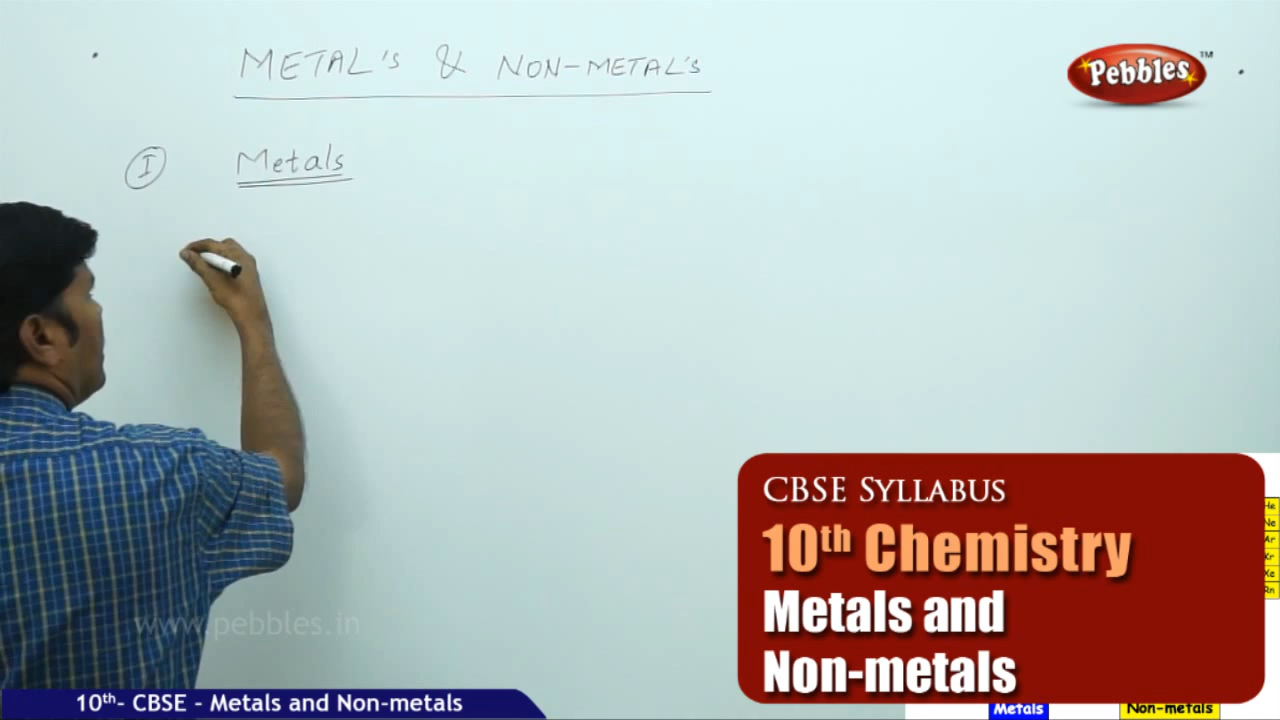 METAL'S & NON-METAL'S
Pebbles™
I Metals
CBSE SYLLABUS
10th Chemistry
Metals and
Non-metals
He
Ne
Ar
Kr
Xe
Rn
www.pebbles.in
10th- CBSE - Metals and Non-metals
Metals
Non-metals